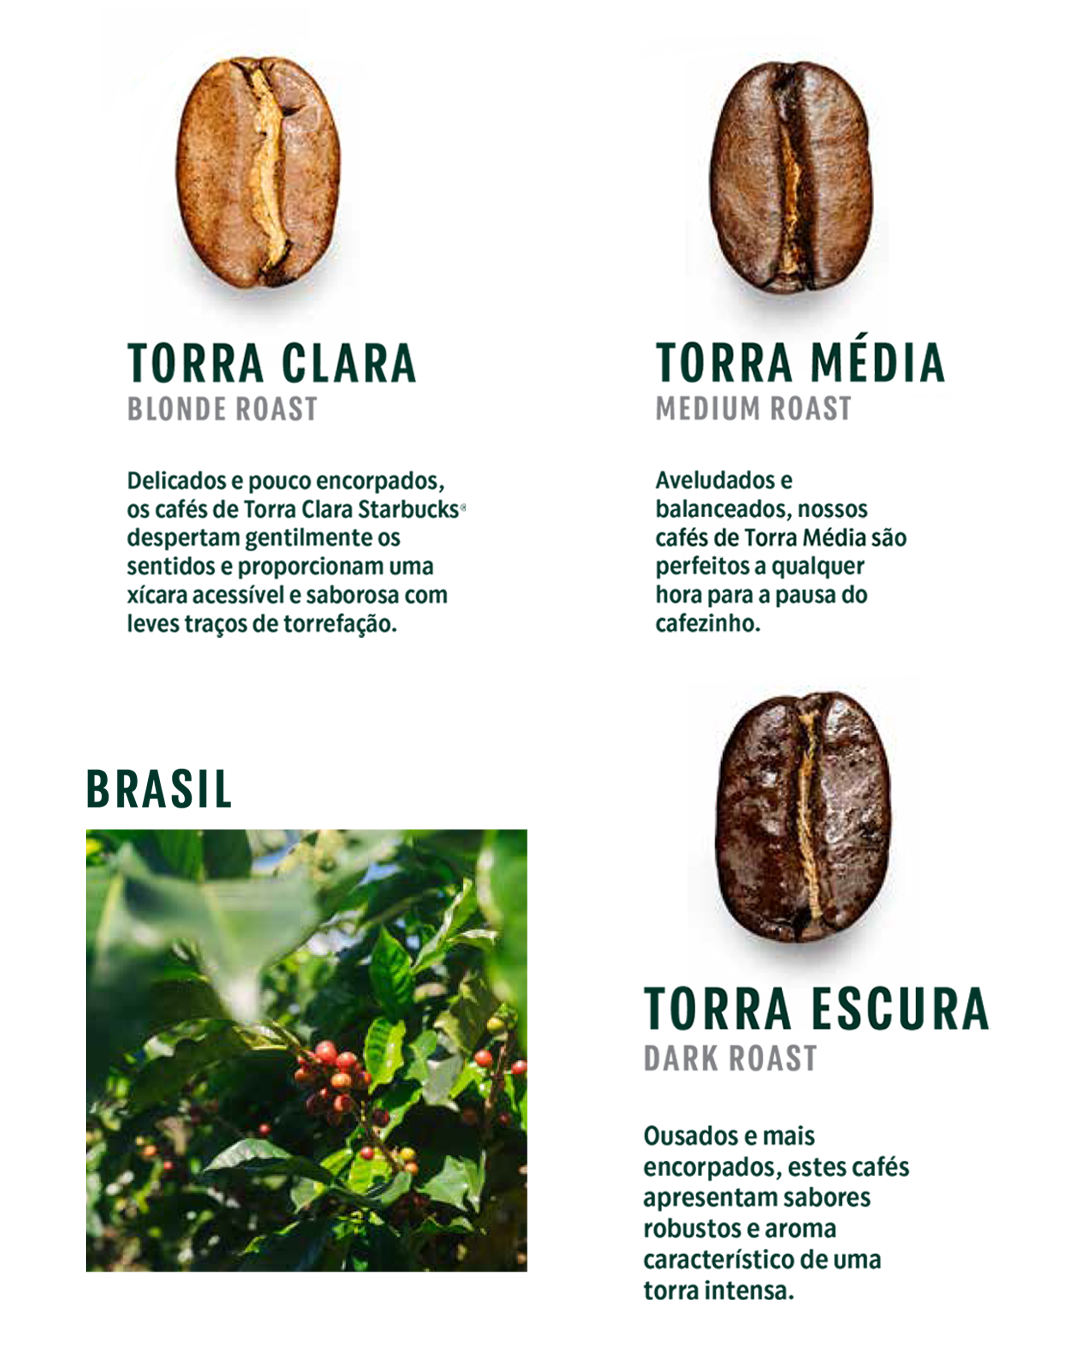 TORRA CLARA
BLONDE ROAST
Delicados e pouco encorpados,
os cafés de Torra Clara Starbucks®
despertam gentilmente os
sentidos e proporcionam uma
xícara acessível e saborosa com
leves traços de torrefação.
TORRA MÉDIA
MEDIUM ROAST
Aveludados e
balanceados, nossos
cafés de Torra Média são
perfeitos a qualquer
hora para a pausa do
cafezinho.
BRASIL
TORRA ESCURA
DARK ROAST
Ousados e mais
encorpados, estes cafés
apresentam sabores
robustos e aroma
característico de uma
torra intensa.